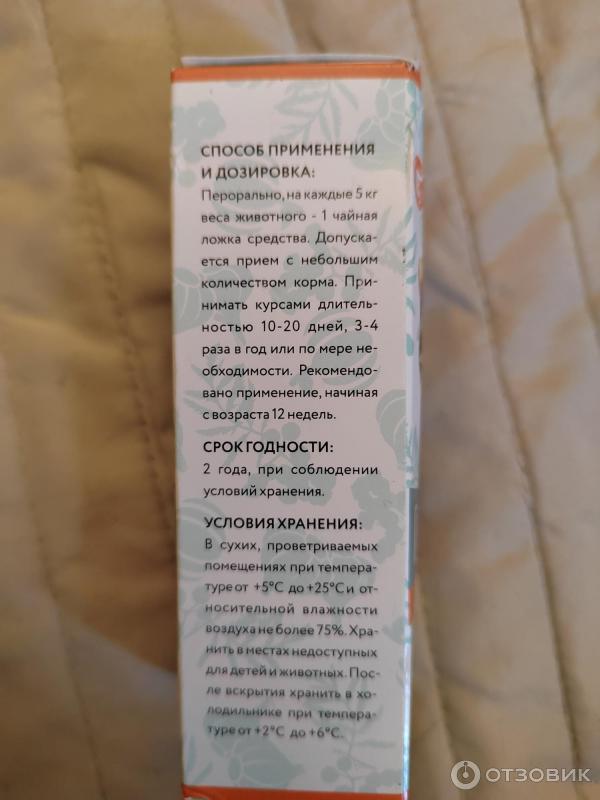 СПОСОБ ПРИМЕНЕНИЯ
И ДОЗИРОВКА:
Перорально, на каждые 5 кг
веса животного - 1 чайная
ложка средства. Допуска-
ется прием с небольшим
количеством корма. При-
нимать курсами длитель-
ностью 10-20 дней, 3-4
раза в год или по мере не-
обходимости. Рекомендо-
вано применение, начиная
с возраста 12 недель.
СРОК ГОДНОСТИ:
2 года, при соблюдении
условий хранения.
УСЛОВИЯ ХРАНЕНИЯ:
В сухих, проветриваемых
помещениях при темпера-
туре от +5°C до +25°C и от-
носительной влажности
воздуха не более 75%. Хра-
нить в местах недоступных
для детей и животных. Пос-
ле вскрытия хранить в хо-
лодильнике при темпера-
туре от +2°C до +6°C.
ОТЗОВИК